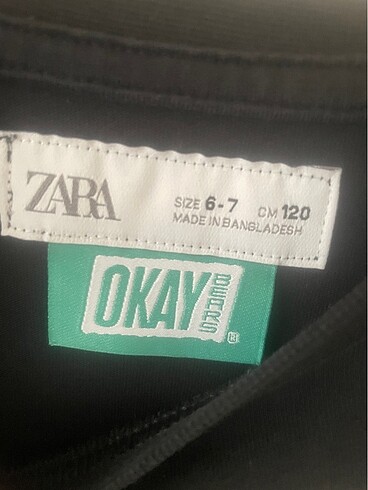 ZARA
SIZE 6-7 CM 120
MADE IN BANGLADESH
OKAY
BEARS
®